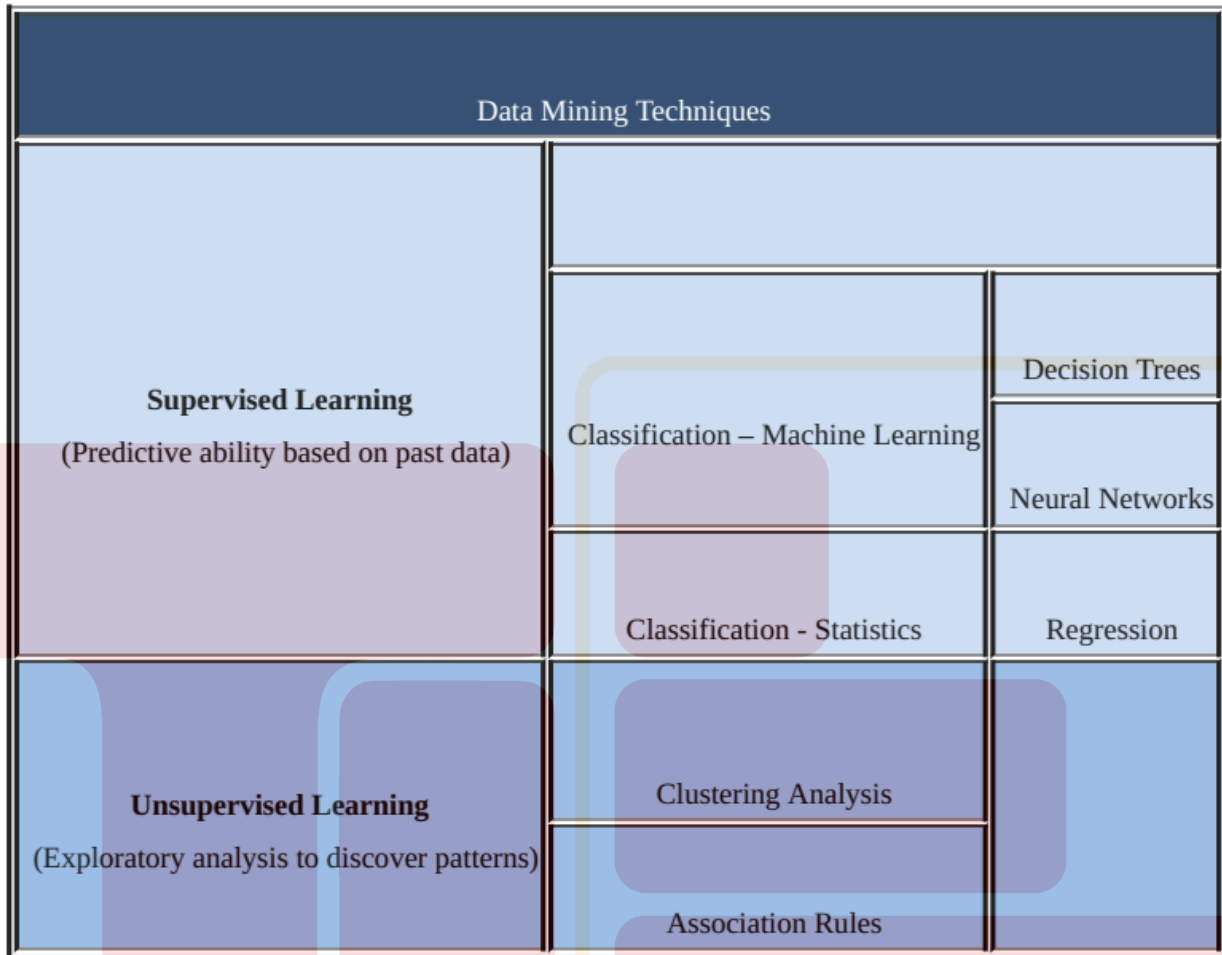 Data Mining Techniques
Supervised Learning
(Predictive ability based on past data)
Classification – Machine Learning
Decision Trees
Neural Networks
Classification - Statistics
Regression
Unsupervised Learning
(Exploratory analysis to discover patterns)
Clustering Analysis
Association Rules